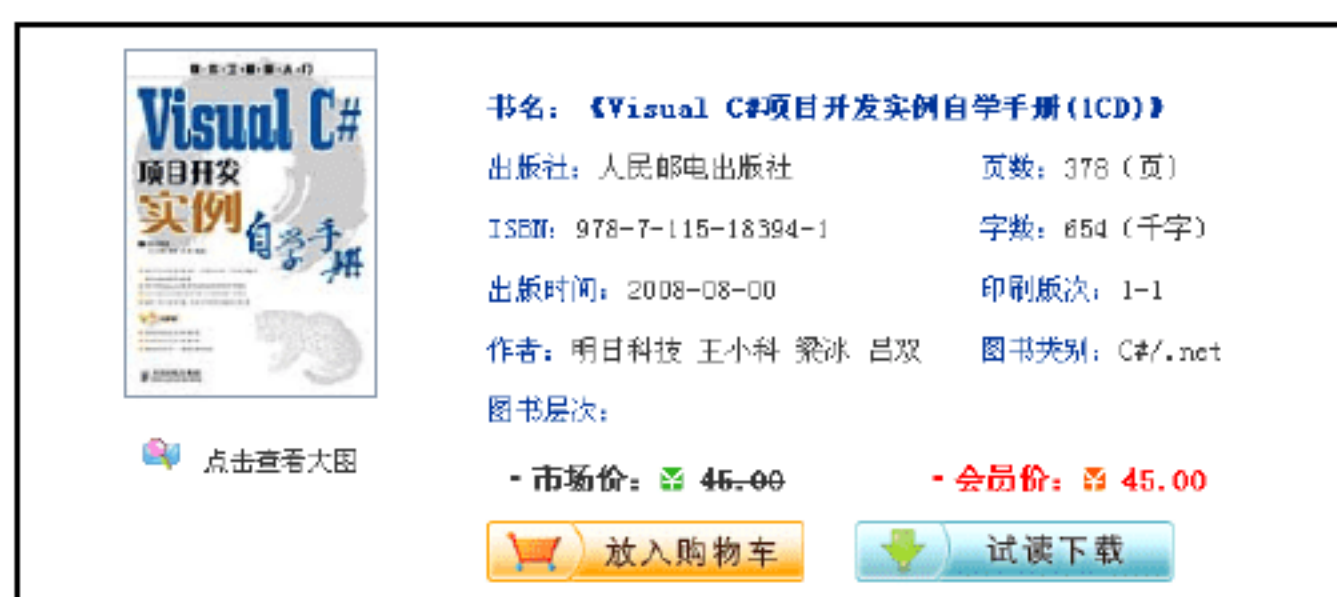 Visual C#
项目开发
实例
自学手册
点击查看大图
书名：《Visual C#项目开发实例自学手册(1CD)》
出版社：人民邮电出版社 页数：378（页）
ISBN：978-7-115-18394-1 字数：654（千字）
出版时间：2008-08-00 印刷版次：1-1
作者：明日科技 王小科 梁冰 吕双 图书类别：C#/.net
图书层次：
-市场价：¥ 45.00 -会员价：¥ 45.00
放入购物车 试读下载